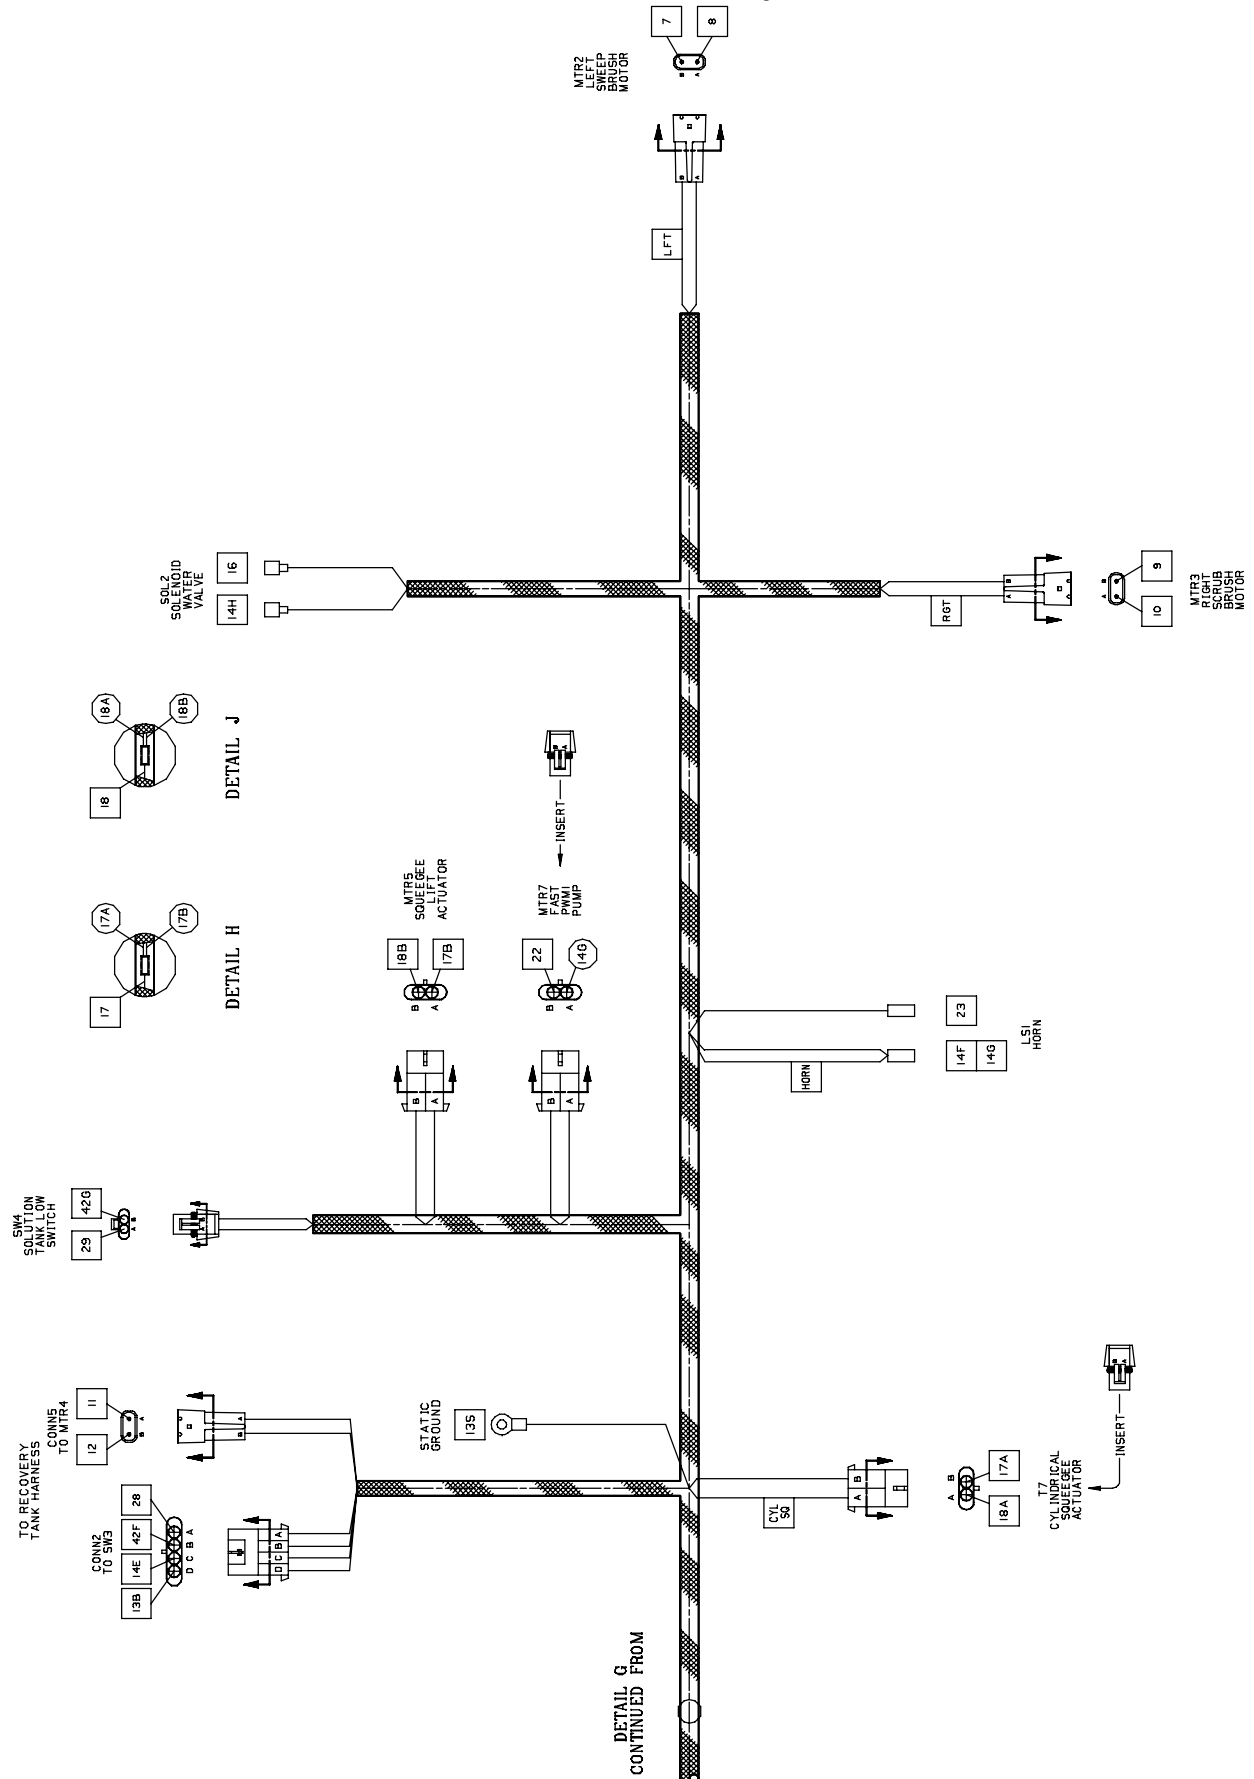 7
8
MTR2
LEFT
SWEEP
BRUSH
MOTOR
B
A
B
A
LFT
SOL2
SOLENOID
WATER
VALVE
16
14H
RGT
A
B
A
B
9
10
MTR3
RIGHT
SCRUB
BRUSH
MOTOR
18A
18B
18
DETAIL J
17A
17B
17
DETAIL H
MTR5
SQUEEGEE
LIFT
ACTUATOR
18B
17B
B
A
B
A
MTR7
FAST
PWMI
PUMP
22
14G
B
A
B
A
INSERT
B
A
HORN
23
14F
14G
LS1
HORN
SW4
SOLUTION
TANK LOW
SWITCH
42G
29
A
B
A
B
TO RECOVERY
TANK HARNESS
CONN5
TO MTR4
11
12
B
A
B
A
CONN2
TO SW3
28
42F
14E
13B
D
C
B
A
D
C
B
A
STATIC
GROUND
13S
CYL
SQ
A
B
A
B
17A
18A
T7
CYLINDRICAL
SQUEEGEE
ACTUATOR
INSERT
B
A
DETAIL G
CONTINUED FROM